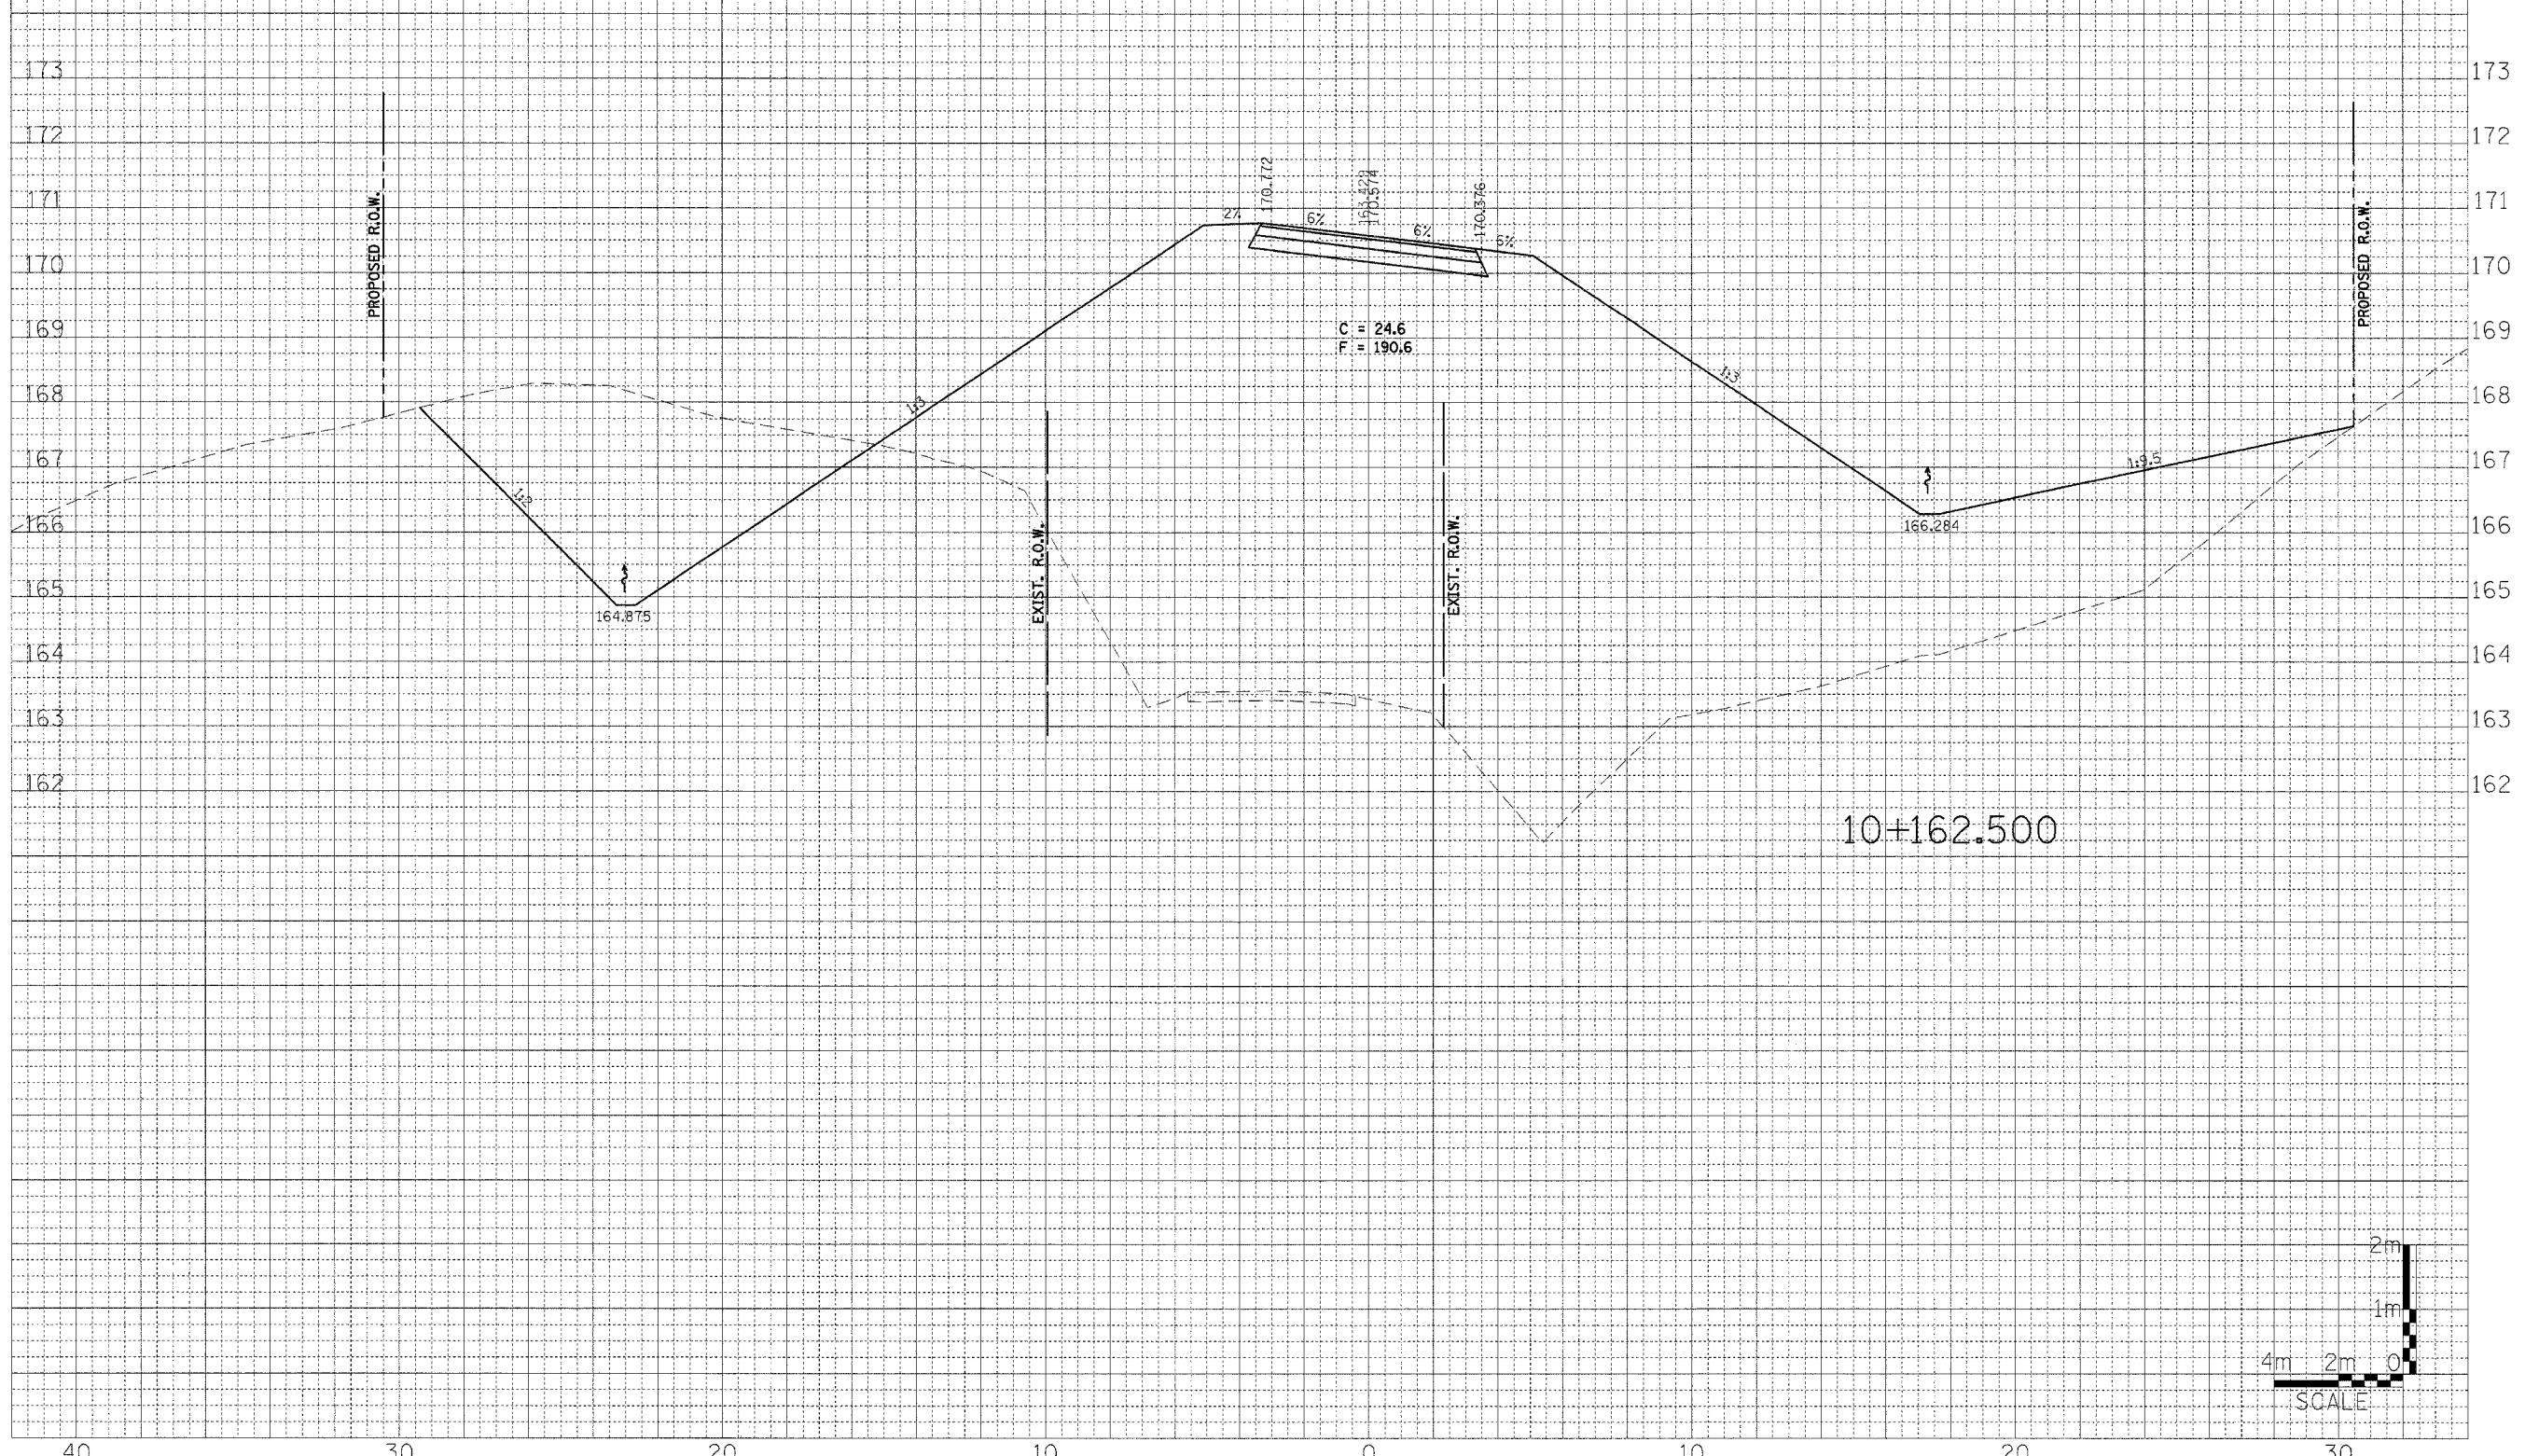 173 173
172 172
171 171
170 170
169 169
168 168
167 167
166 166
165 165
164 164
163 163
162 162
PROPOSED R.O.W.
2%
170.772
6%
163.429
170.574
6%
170.376
6%
PROPOSED R.O.W.
C = 24.6
F = 190.6
1:3
1:3
1:2
1:9.5
164.875
166.284
EXIST. R.O.W.
EXIST. R.O.W.
10+162.500
2m
1m
4m 2m 0
SCALE
40 30 20 10 0 10 20 30